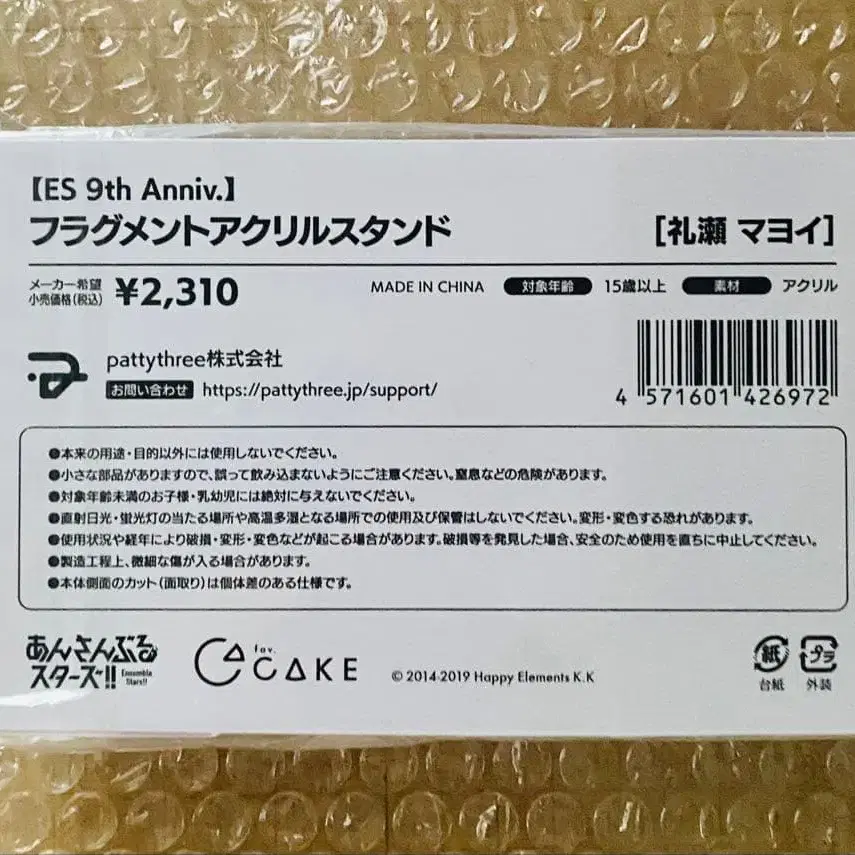 【ES 9th Anniv.】
フラグメントアクリルスタンド [礼瀬 マヨイ]
メーカー希望
小売価格(税込) ¥2,310 MADE IN CHINA 対象年齢 15歳以上 素材 アクリル
pattythree株式会社
お問い合わせ https://pattythree.jp/support/
4 571601 426972
●本来の用途・目的以外には使用しないでください。
●小さな部品がありますので、誤って飲み込まないようにご注意ください。窒息などの危険があります。
●対象年齢未満のお子様・乳幼児には絶対に与えないでください。
●直射日光・蛍光灯の当たる場所や高温多湿となる場所での使用及び保管はしないでください。変形・変色する恐れがあります。
●使用状況や経年により破損・変形・変色などが起こる場合があります。破損等を発見した場合、安全のため使用を直ちに中止してください。
●製造工程上、微細な傷が入る場合があります。
●本体側面のカット(面取り)は個体差のある仕様です。
あんさんぶる
スターズ!!
Ensemble
Stars!!
fav.
CAKE
© 2014-2019 Happy Elements K.K
紙 プラ
台紙 外装